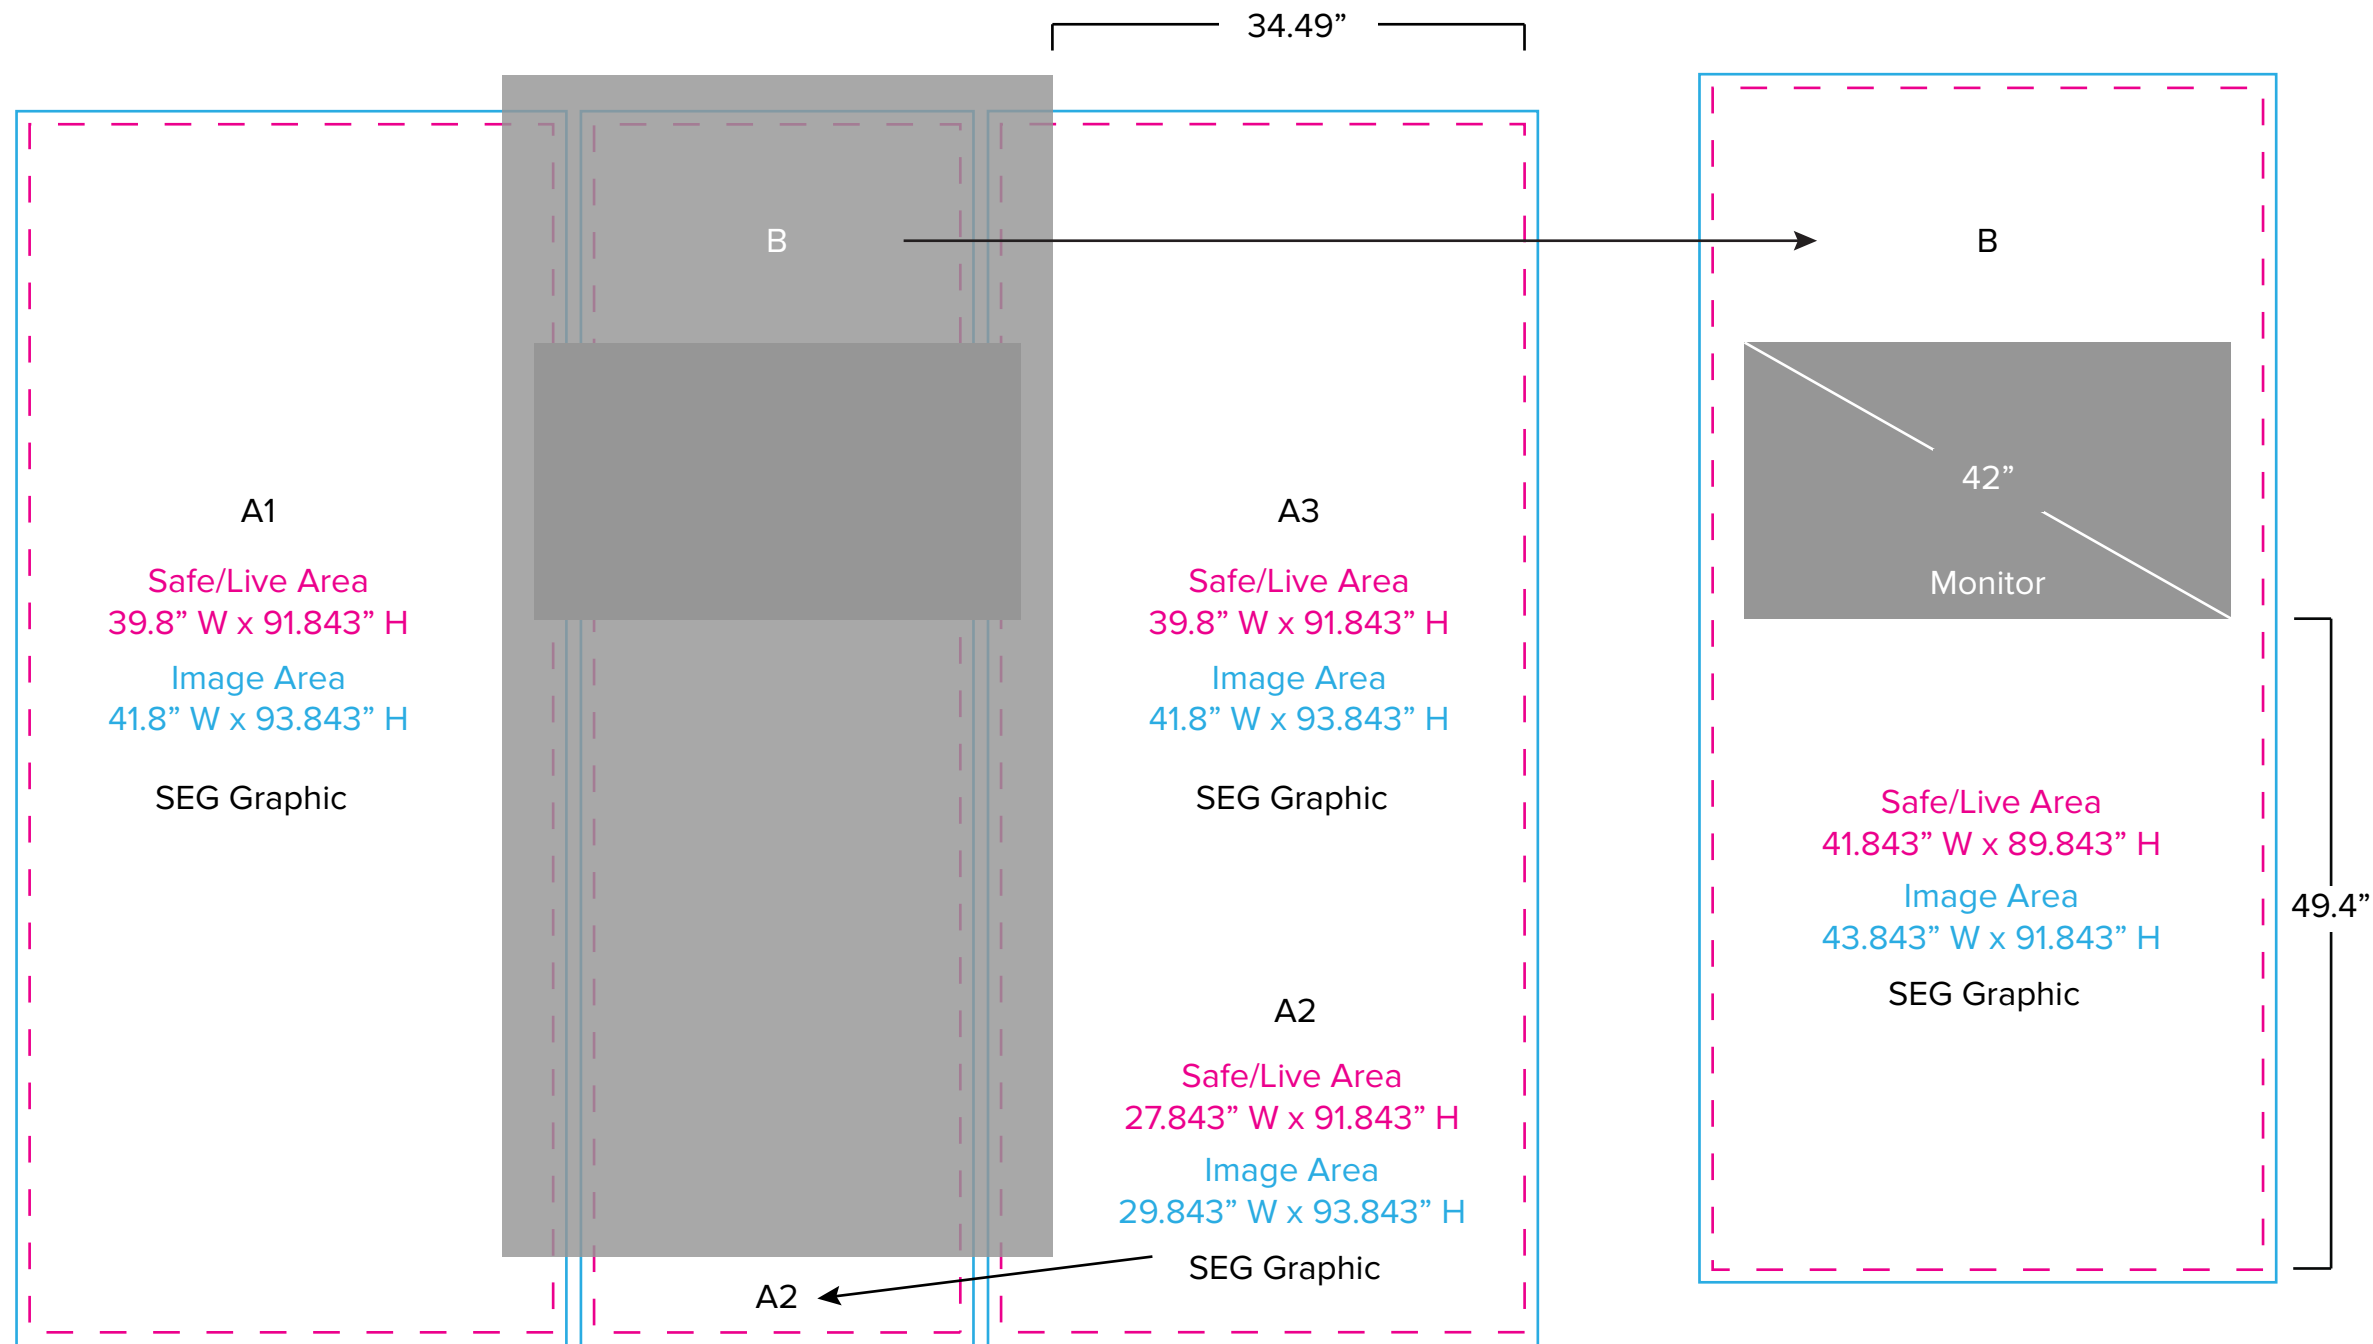 34.49”
B
B
42”
Monitor
A1
Safe/Live Area
39.8” W x 91.843” H
Image Area
41.8” W x 93.843” H
SEG Graphic
A3
Safe/Live Area
39.8” W x 91.843” H
Image Area
41.8” W x 93.843” H
SEG Graphic
Safe/Live Area
41.843” W x 89.843” H
Image Area
43.843” W x 91.843” H
SEG Graphic
49.4”
A2
Safe/Live Area
27.843” W x 91.843” H
Image Area
29.843” W x 93.843” H
SEG Graphic
A2